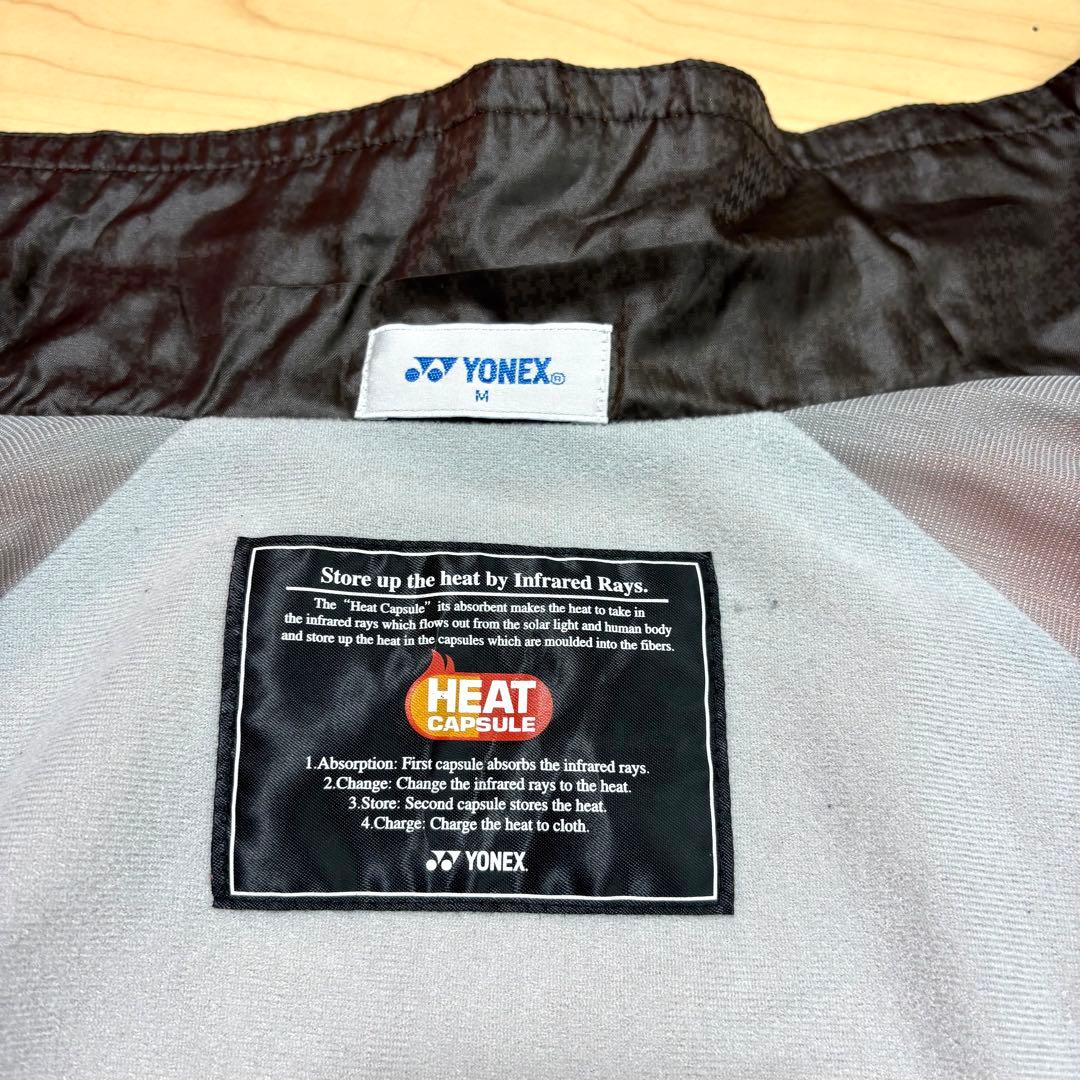 YONEX®
M
Store up the heat by Infrared Rays.
The “Heat Capsule” its absorbent makes the heat to take in
the infrared rays which flows out from the solar light and human body
and store up the heat in the capsules which are moulded into the fibers.
HEAT
CAPSULE
1.Absorption: First capsule absorbs the infrared rays.
2.Change: Change the infrared rays to the heat.
3.Store: Second capsule stores the heat.
4.Charge: Charge the heat to cloth.
YONEX.